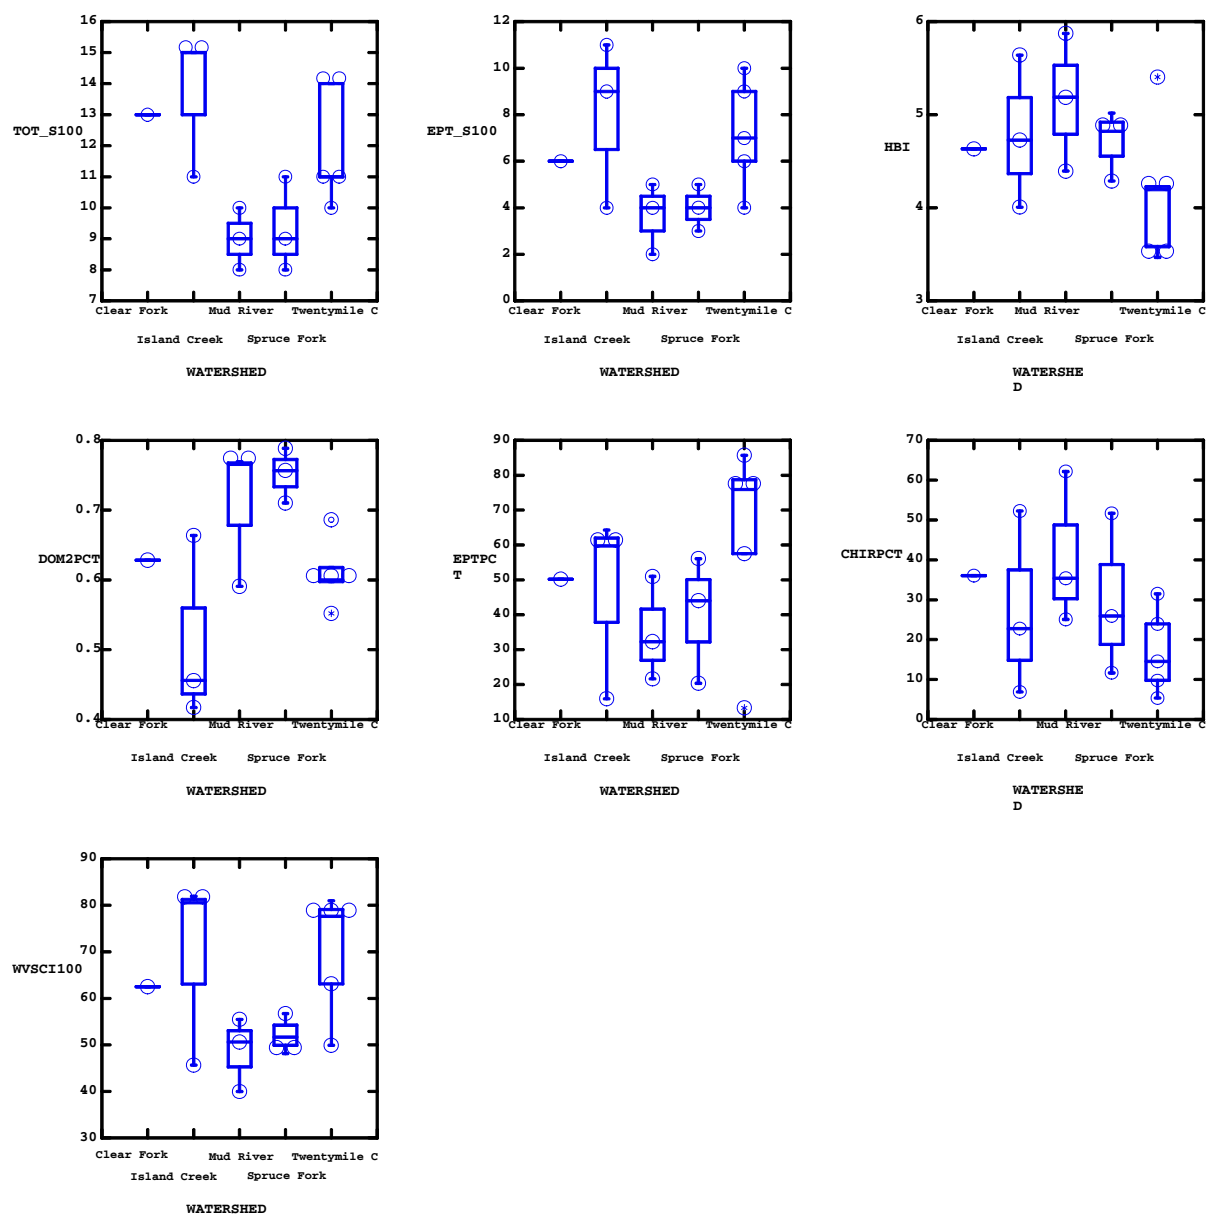 16
15
14
13
TOT_S100
12
11
10
9
8
7
Clear Fork Mud River Twentymile C
Island Creek Spruce Fork
WATERSHED
12
10
8
EPT_S100
6
4
2
0
Clear Fork Mud River Twentymile C
Island Creek Spruce Fork
WATERSHED
6
5
HBI
4
3
Clear Fork Mud River Twentymile C
Island Creek Spruce Fork
WATERSHE
D
0.8
0.7
DOM2PCT
0.6
0.5
0.4
Clear Fork Mud River Twentymile C
Island Creek Spruce Fork
WATERSHED
90
80
70
60
EPTPC
T
50
40
30
20
10
Clear Fork Mud River Twentymile C
Island Creek Spruce Fork
WATERSHED
70
60
50
CHIRPCT
40
30
20
10
0
Clear Fork Mud River Twentymile C
Island Creek Spruce Fork
WATERSHE
D
90
80
70
WVSCI100
60
50
40
30
Clear Fork Mud River Twentymile C
Island Creek Spruce Fork
WATERSHED